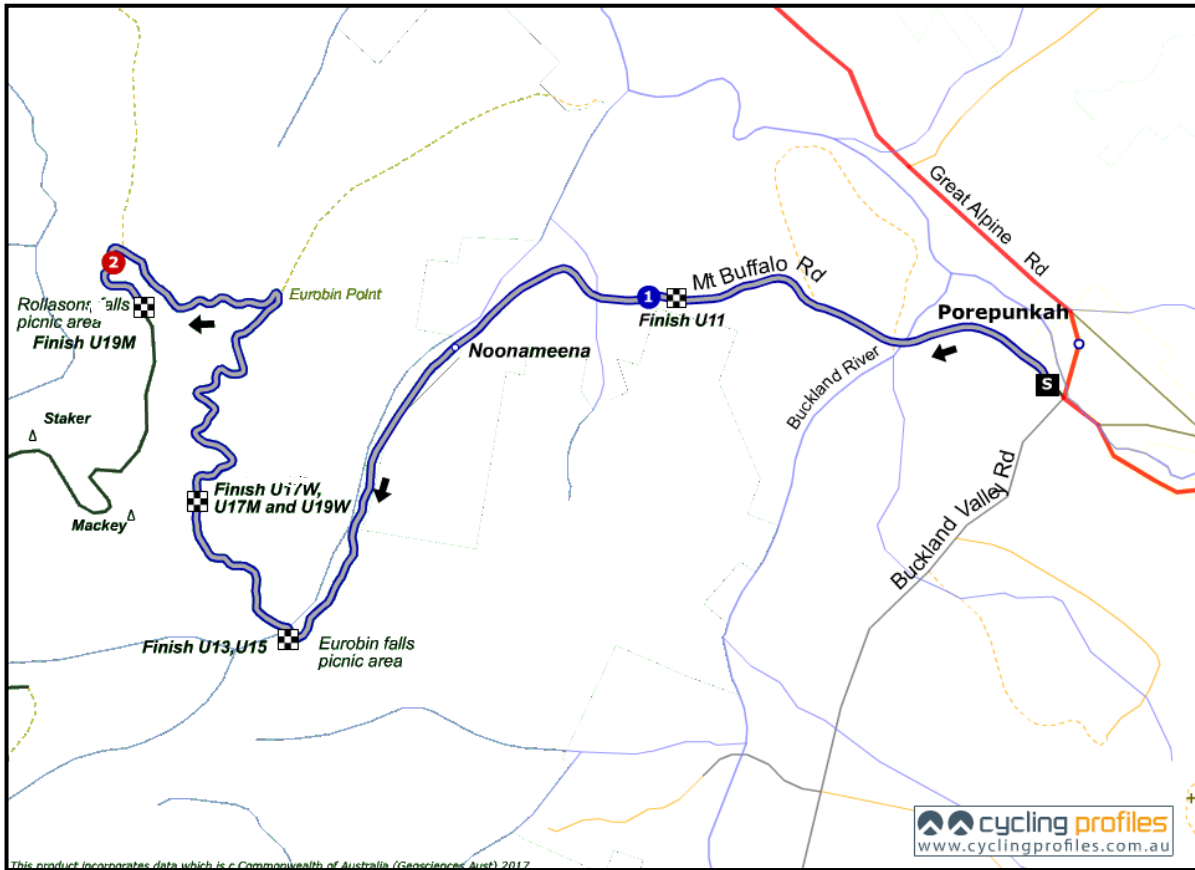 Great Alpine Rd
Mt Buffalo Rd
2
Eurobin Point
Rollasons falls
picnic area
Finish U19M
1
Finish U11
Porepunkah
Noonameena
Buckland River
S
Staker
Finish U17W,
U17M and U19W
Mackey
Buckland Valley Rd
Finish U13,U15
Eurobin falls
picnic area
cycling profiles
www.cyclingprofiles.com.au
This product incorporates data which is c Commonwealth of Australia (Geosciences Aust) 2017